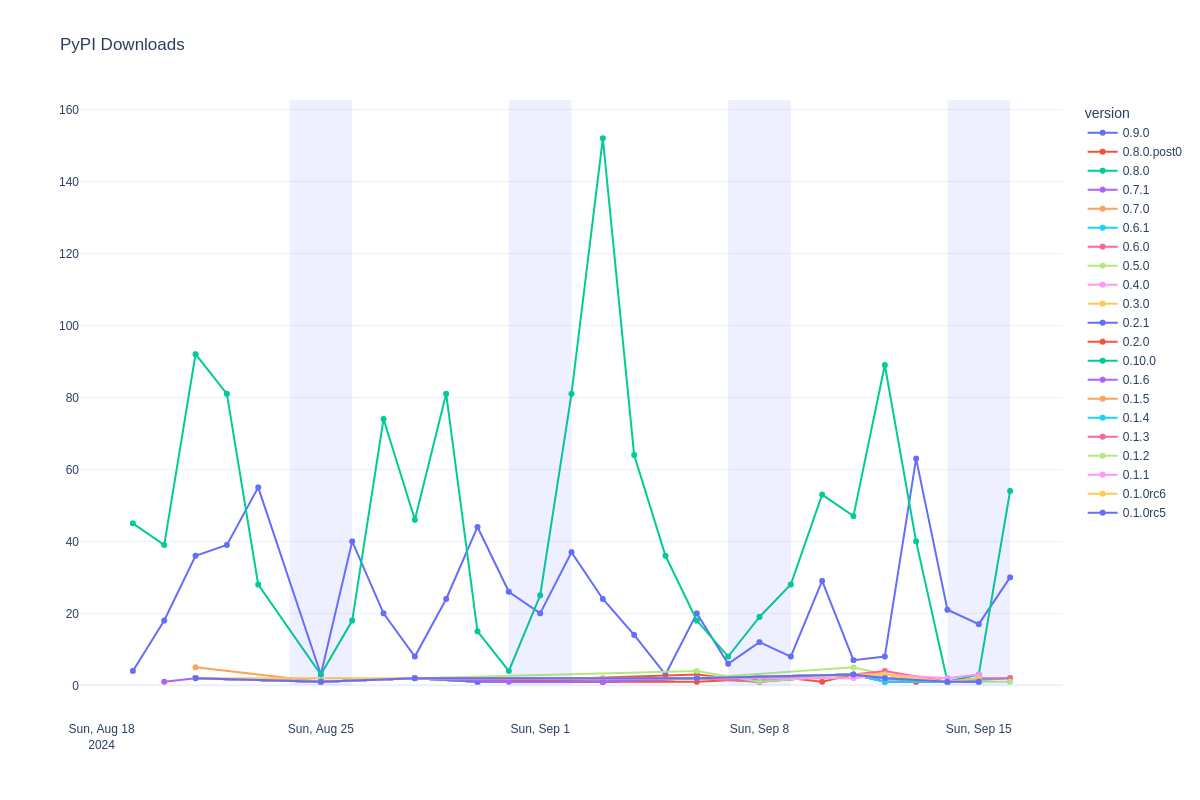 PyPI Downloads
160
140
120
100
80
60
40
20
0
Sun, Aug 18
2024
Sun, Aug 25
Sun, Sep 1
Sun, Sep 8
Sun, Sep 15
version
0.9.0
0.8.0.post0
0.8.0
0.7.1
0.7.0
0.6.1
0.6.0
0.5.0
0.4.0
0.3.0
0.2.1
0.2.0
0.10.0
0.1.6
0.1.5
0.1.4
0.1.3
0.1.2
0.1.1
0.1.0rc6
0.1.0rc5